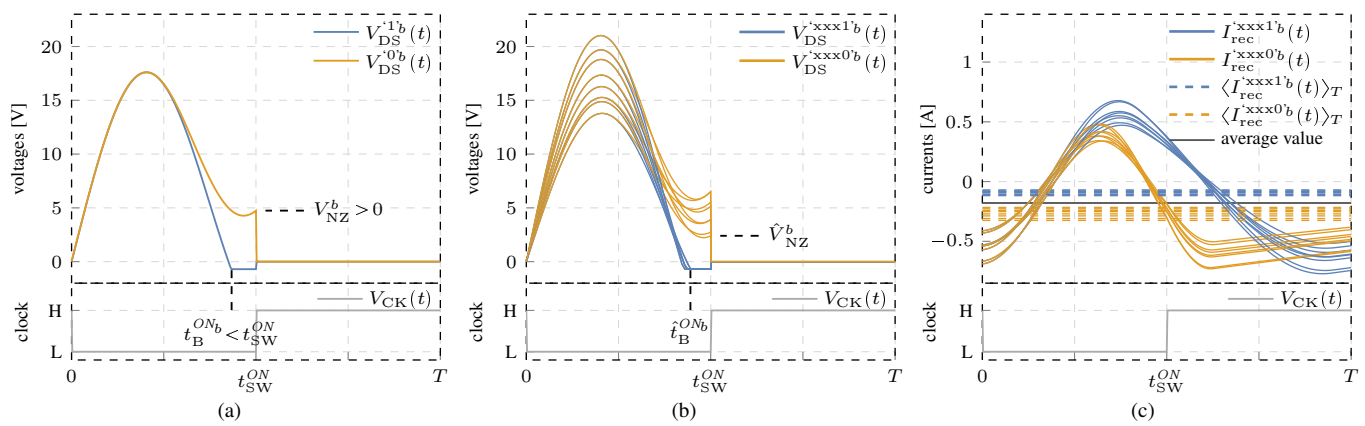 V_DS^'1'b(t)
V_DS^'0'b(t)
voltages [V]
20
15
10
5
0
V_NZ^b > 0
V_CK(t)
clock
H
L
t_B^ONb < t_SW^ON
0
t_SW^ON
T
(a)
V_DS^'xxx1'b(t)
V_DS^'xxx0'b(t)
voltages [V]
20
15
10
5
0
V̂_NZ^b
V_CK(t)
clock
H
L
t̂_B^ONb
0
t_SW^ON
T
(b)
I_rec^'xxx1'b(t)
I_rec^'xxx0'b(t)
⟨I_rec^'xxx1'b(t)⟩_T
⟨I_rec^'xxx0'b(t)⟩_T
average value
currents [A]
1
0.5
0
−0.5
V_CK(t)
clock
H
L
0
t_SW^ON
T
(c)